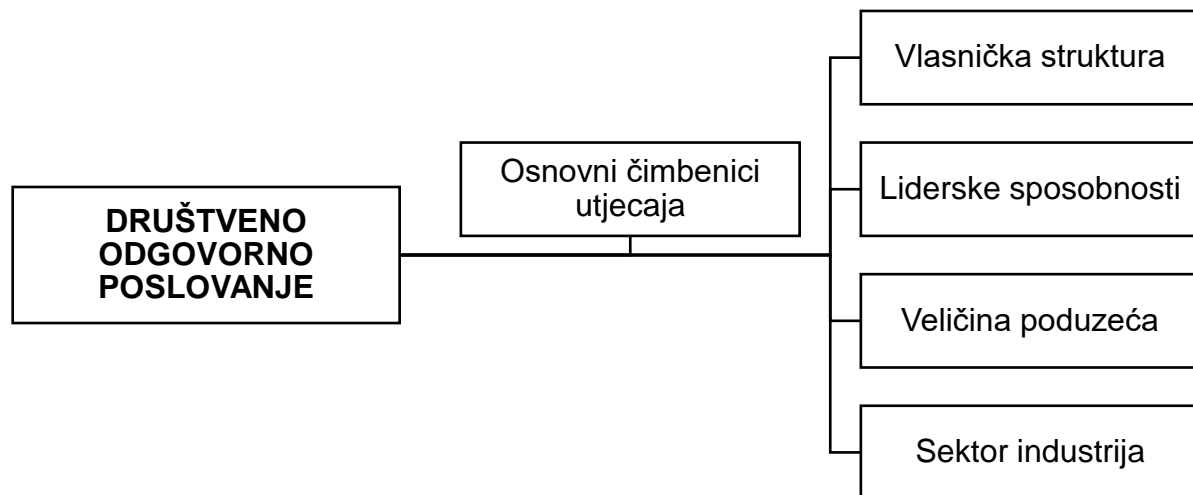 DRUŠTVENO
ODGOVORNO
POSLOVANJE
Osnovni čimbenici
utjecaja
Vlasnička struktura
Liderske sposobnosti
Veličina poduzeća
Sektor industrija